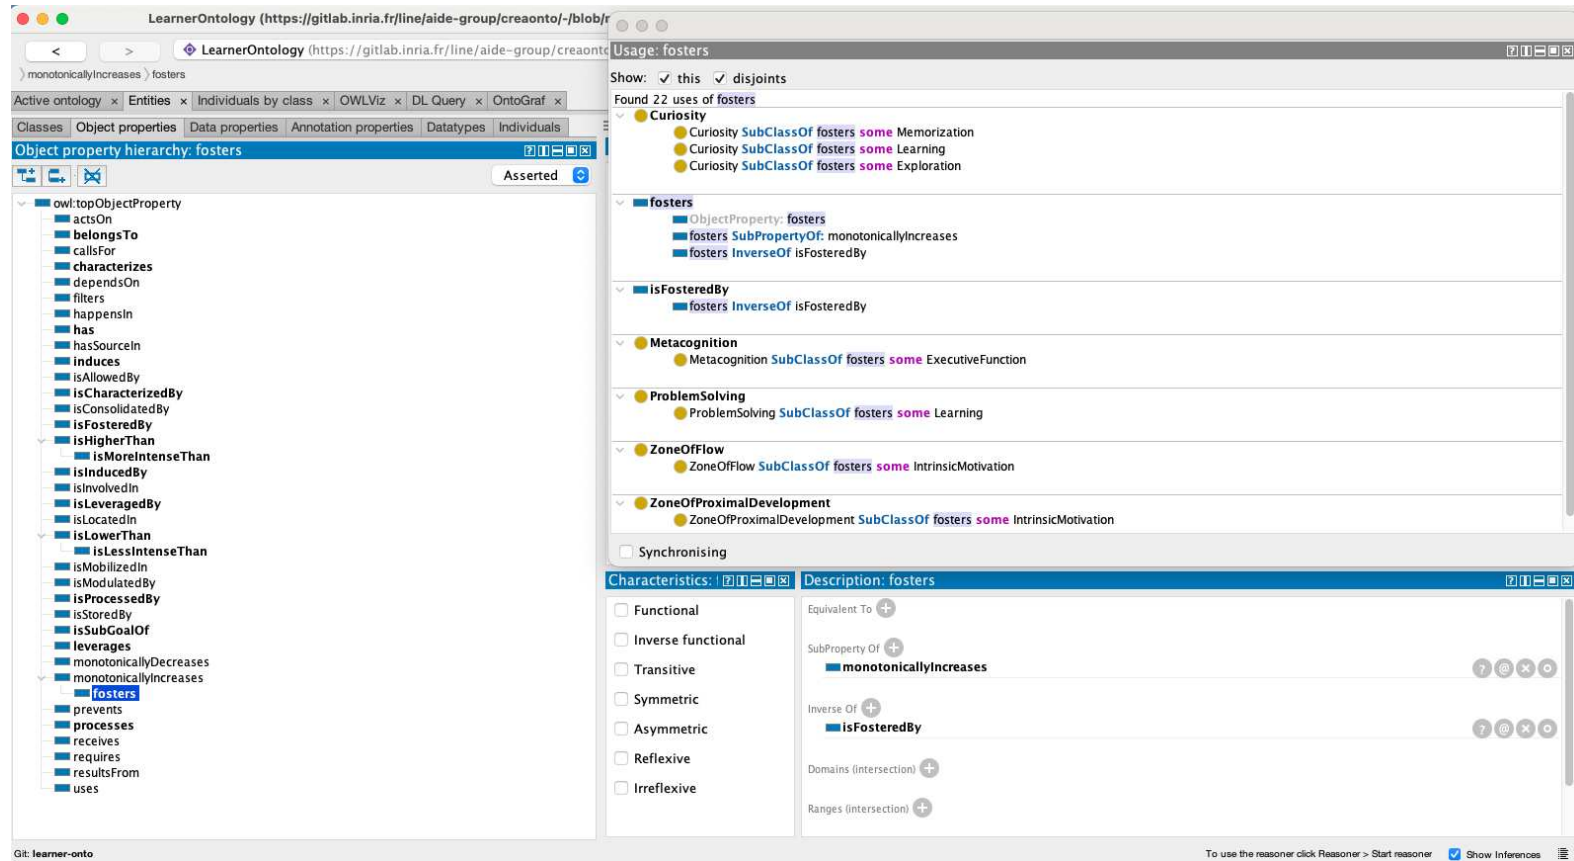 LearnerOntology (https://gitlab.inria.fr/line/aide-group/creaonto/-/blob/
< > LearnerOntology (https://gitlab.inria.fr/line/aide-group/creaonto
monotonicallyIncreases fosters
Active ontology × Entities × Individuals by class × OWLViz × DL Query × OntoGraf ×
Classes Object properties Data properties Annotation properties Datatypes Individuals
Object property hierarchy: fosters
Asserted
owl:topObjectProperty
actsOn
belongsTo
callsFor
characterizes
dependsOn
filters
happensIn
has
hasSourceIn
induces
isAllowedBy
isCharacterizedBy
isConsolidatedBy
isFosteredBy
isHigherThan
isMoreIntenseThan
isInducedBy
isInvolvedIn
isLeveragedBy
isLocatedIn
isLowerThan
isLessIntenseThan
isMobilizedIn
isModulatedBy
isProcessedBy
isStoredBy
isSubGoalOf
leverages
monotonicallyDecreases
monotonicallyIncreases
fosters
prevents
processes
receives
requires
resultsFrom
uses
Usage: fosters
Show: this disjoints
Found 22 uses of fosters
Curiosity
Curiosity SubClassOf fosters some Memorization
Curiosity SubClassOf fosters some Learning
Curiosity SubClassOf fosters some Exploration
fosters
ObjectProperty: fosters
fosters SubPropertyOf: monotonicallyIncreases
fosters InverseOf isFosteredBy
isFosteredBy
fosters InverseOf isFosteredBy
Metacognition
Metacognition SubClassOf fosters some ExecutiveFunction
ProblemSolving
ProblemSolving SubClassOf fosters some Learning
ZoneOfFlow
ZoneOfFlow SubClassOf fosters some IntrinsicMotivation
ZoneOfProximalDevelopment
ZoneOfProximalDevelopment SubClassOf fosters some IntrinsicMotivation
Synchronising
Characteristics:
Functional
Inverse functional
Transitive
Symmetric
Asymmetric
Reflexive
Irreflexive
Description: fosters
Equivalent To
SubProperty Of
monotonicallyIncreases
Inverse Of
isFosteredBy
Domains (intersection)
Ranges (intersection)
Git: learner-onto
To use the reasoner click Reasoner > Start reasoner Show Inferences